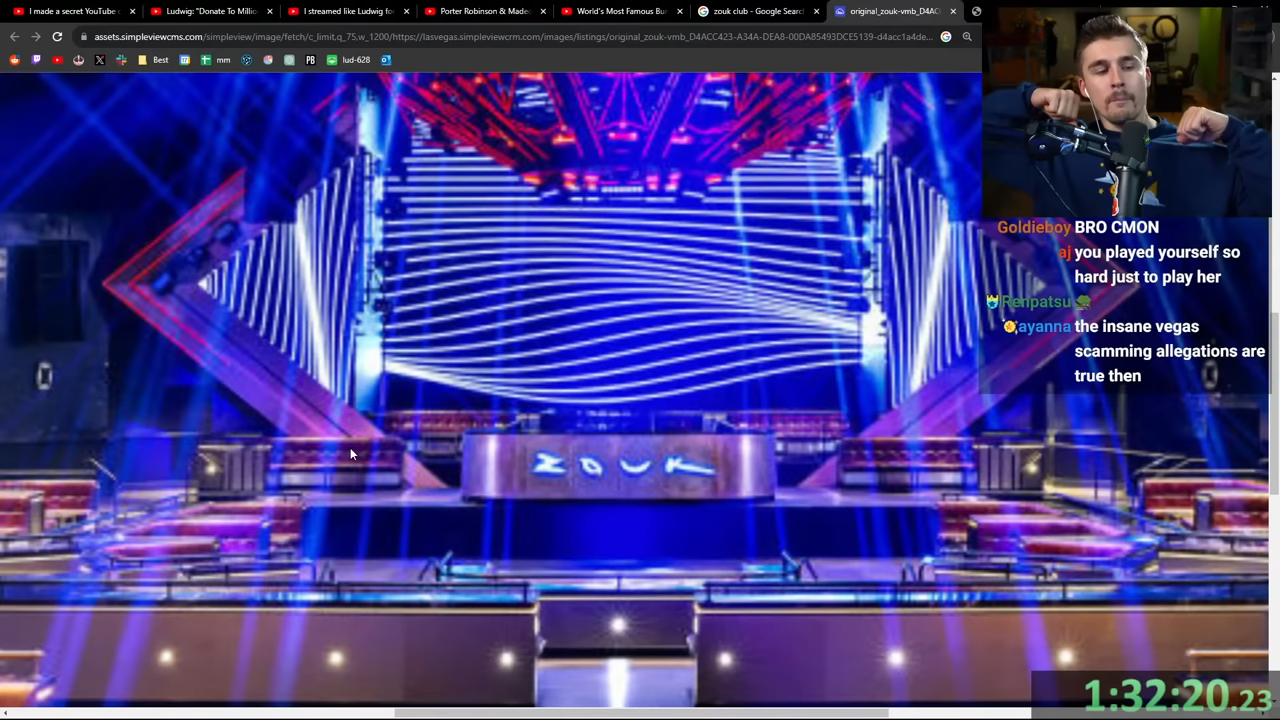 I made a secret YouTube c
Ludwig: "Donate To Millio
I streamed like Ludwig fo
Porter Robinson & Madeo
World's Most Famous Bu
zouk club - Google Searc
original_zouk-vmb_D4AC
assets.simpleviewcms.com/simpleview/image/fetch/c_limit,q_75,w_1200/https://lasvegas.simpleviewcrm.com/images/listings/original_zouk-vmb_D4ACC423-A34A-DEA8-00DA85493DCE5139-d4acc1a4de...
Best
mm
PB
lud-628
Goldieboy BRO CMON
aj you played yourself so
hard just to play her
Renpatsu
ayanna the insane vegas
scamming allegations are
true then
ZOUK
1:32:20.23